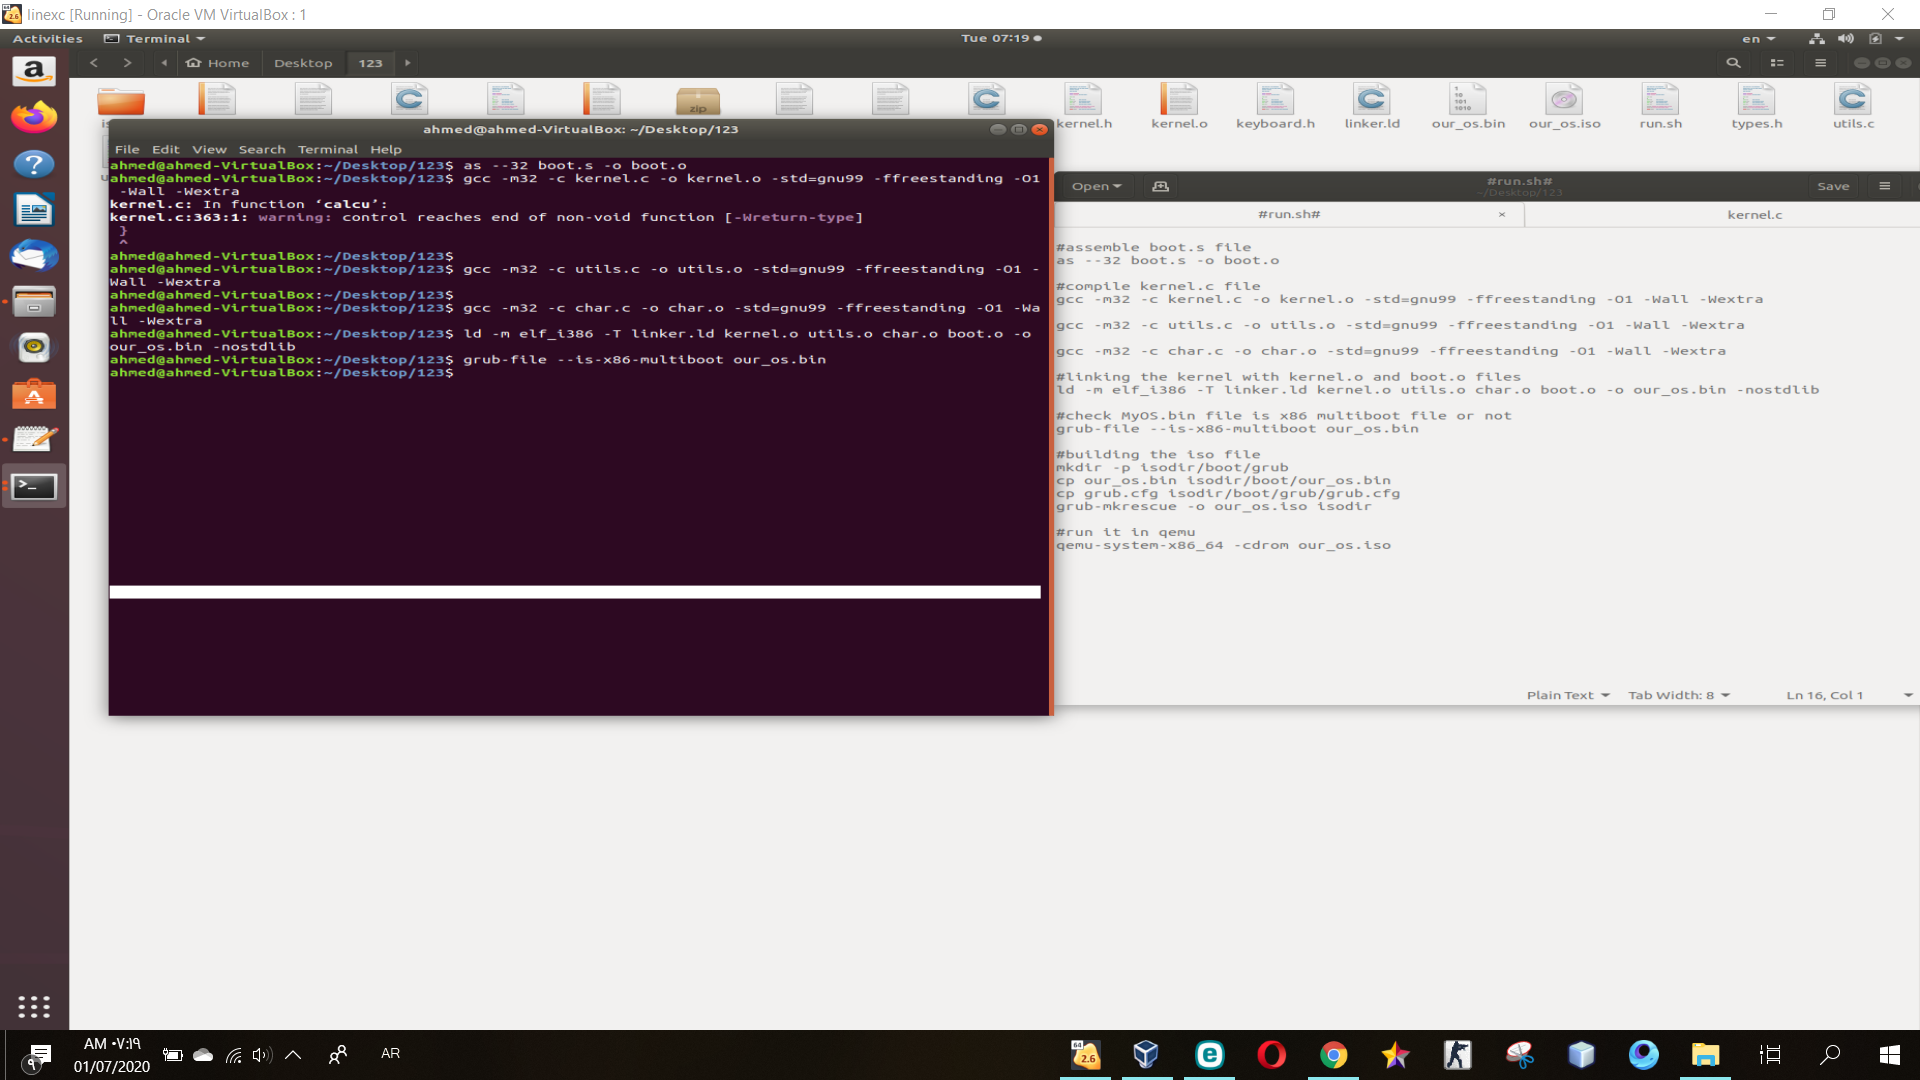 linexc [Running] - Oracle VM VirtualBox : 1
Activities Terminal Tue 07:19 en
Home Desktop 123
zip
kernel.h kernel.o keyboard.h linker.ld our_os.bin our_os.iso run.sh types.h utils.c
ahmed@ahmed-VirtualBox: ~/Desktop/123
File Edit View Search Terminal Help
ahmed@ahmed-VirtualBox:~/Desktop/123$ as --32 boot.s -o boot.o
ahmed@ahmed-VirtualBox:~/Desktop/123$ gcc -m32 -c kernel.c -o kernel.o -std=gnu99 -ffreestanding -O1
-Wall -Wextra
kernel.c: In function ‘calcu’:
kernel.c:363:1: warning: control reaches end of non-void function [-Wreturn-type]
}
^
ahmed@ahmed-VirtualBox:~/Desktop/123$
ahmed@ahmed-VirtualBox:~/Desktop/123$ gcc -m32 -c utils.c -o utils.o -std=gnu99 -ffreestanding -O1 -
Wall -Wextra
ahmed@ahmed-VirtualBox:~/Desktop/123$
ahmed@ahmed-VirtualBox:~/Desktop/123$ gcc -m32 -c char.c -o char.o -std=gnu99 -ffreestanding -O1 -Wa
ll -Wextra
ahmed@ahmed-VirtualBox:~/Desktop/123$ ld -m elf_i386 -T linker.ld kernel.o utils.o char.o boot.o -o
our_os.bin -nostdlib
ahmed@ahmed-VirtualBox:~/Desktop/123$ grub-file --is-x86-multiboot our_os.bin
ahmed@ahmed-VirtualBox:~/Desktop/123$
Open #run.sh# Save
~/Desktop/123
#run.sh# × kernel.c
#assemble boot.s file
as --32 boot.s -o boot.o
#compile kernel.c file
gcc -m32 -c kernel.c -o kernel.o -std=gnu99 -ffreestanding -O1 -Wall -Wextra
gcc -m32 -c utils.c -o utils.o -std=gnu99 -ffreestanding -O1 -Wall -Wextra
gcc -m32 -c char.c -o char.o -std=gnu99 -ffreestanding -O1 -Wall -Wextra
#linking the kernel with kernel.o and boot.o files
ld -m elf_i386 -T linker.ld kernel.o utils.o char.o boot.o -o our_os.bin -nostdlib
#check MyOS.bin file is x86 multiboot file or not
grub-file --is-x86-multiboot our_os.bin
#building the iso file
mkdir -p isodir/boot/grub
cp our_os.bin isodir/boot/our_os.bin
cp grub.cfg isodir/boot/grub/grub.cfg
grub-mkrescue -o our_os.iso isodir
#run it in qemu
qemu-system-x86_64 -cdrom our_os.iso
Plain Text Tab Width: 8 Ln 16, Col 1
AM ٠٧:١٩
01/07/2020
AR
٩
64
2.6